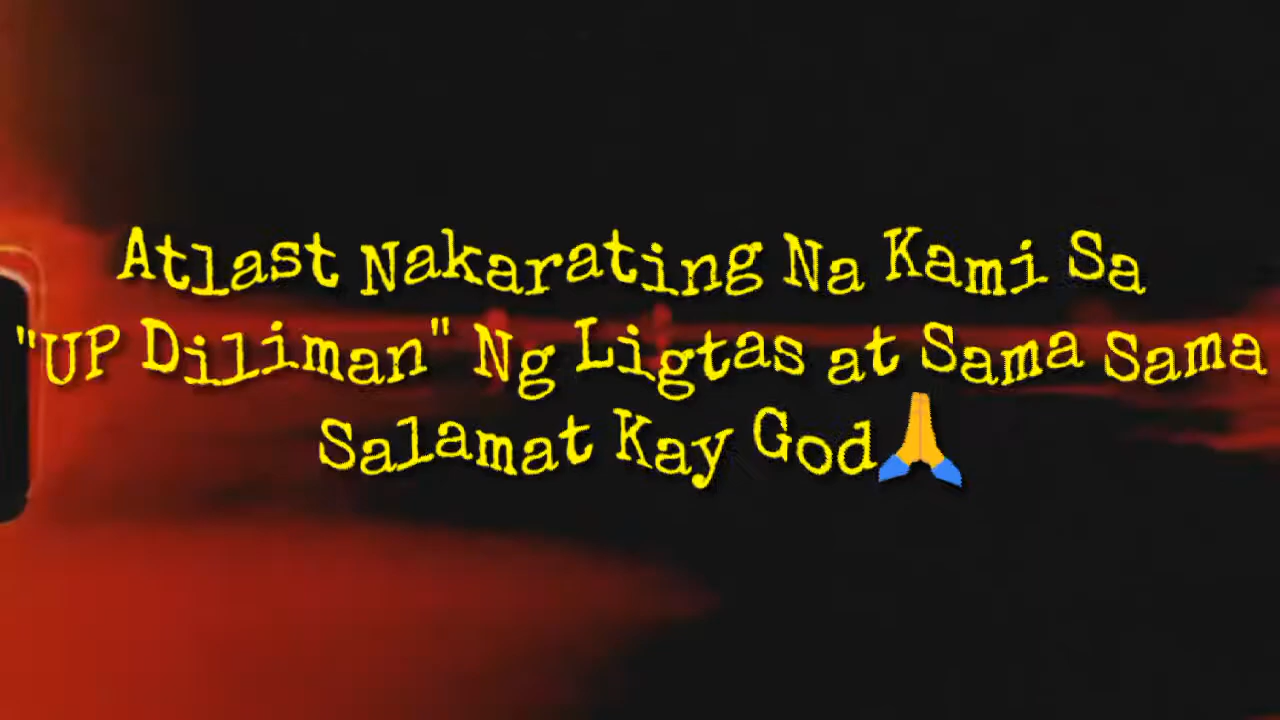 Atlast Nakarating Na Kami Sa
"UP Diliman" Ng Ligtas at Sama Sama
Salamat Kay God🙏